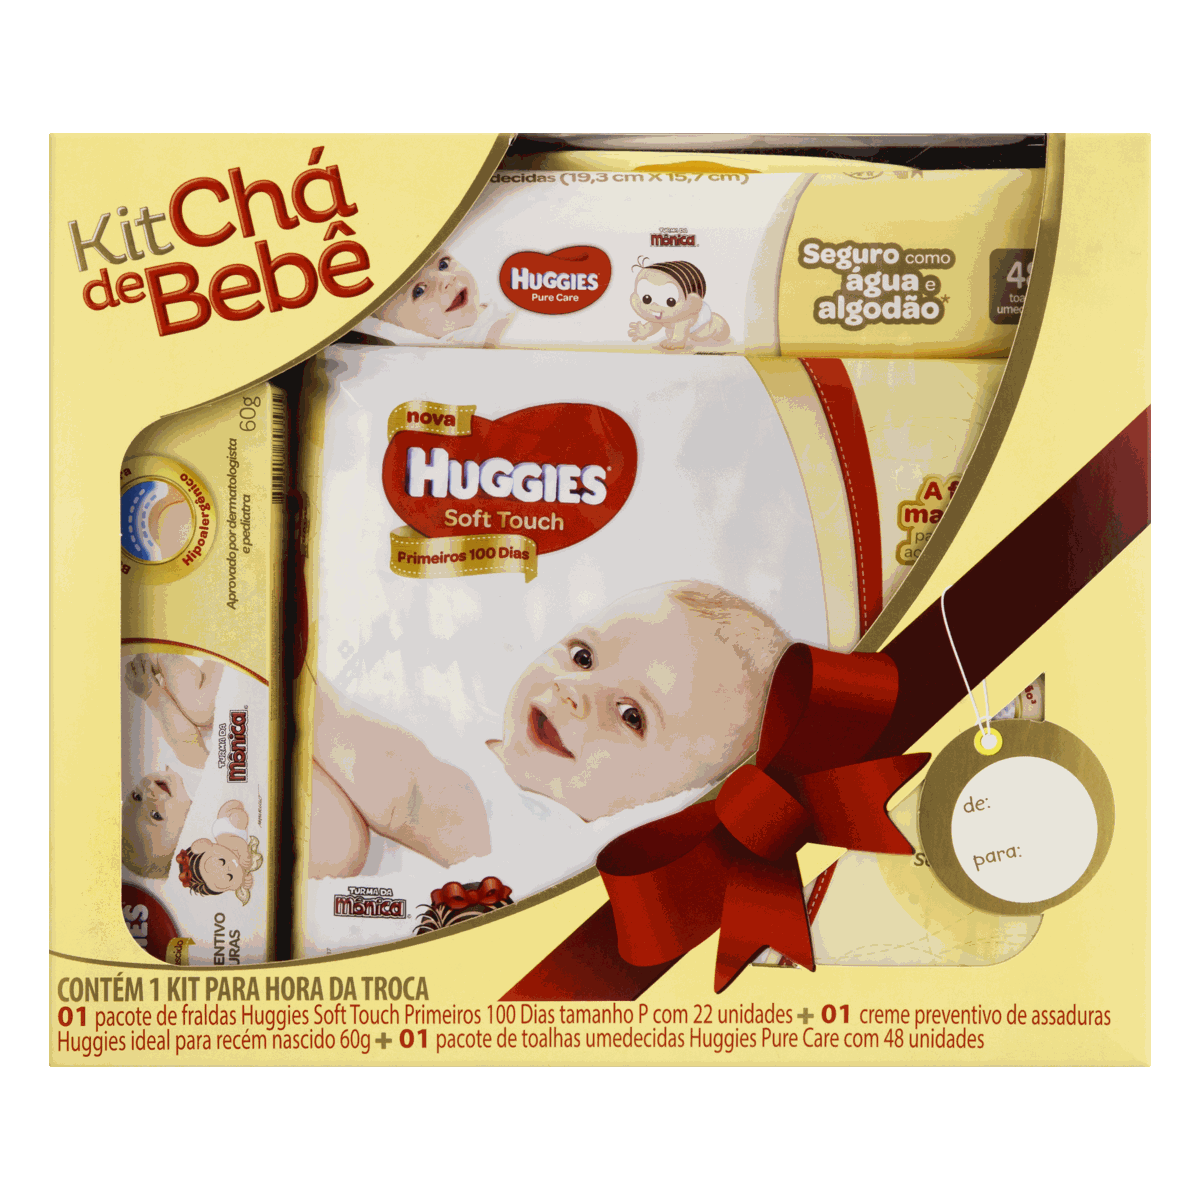 Kit Chá
de Bebê
decidas (19,3 cm X 15,7 cm)
TURMA DA
Mônica
HUGGIES
Pure Care
Seguro como
água e
algodão*
nova
HUGGIES
Soft Touch
Primeiros 100 Dias
60g
Hipoalergênico
Aprovado por dermatologista
e pediatra
TURMA DA
Mônica
ENTIVO
URAS
TURMA DA
Mônica
de:
para:
CONTÉM 1 KIT PARA HORA DA TROCA
01 pacote de fraldas Huggies Soft Touch Primeiros 100 Dias tamanho P com 22 unidades + 01 creme preventivo de assaduras
Huggies ideal para recém nascido 60g + 01 pacote de toalhas umedecidas Huggies Pure Care com 48 unidades